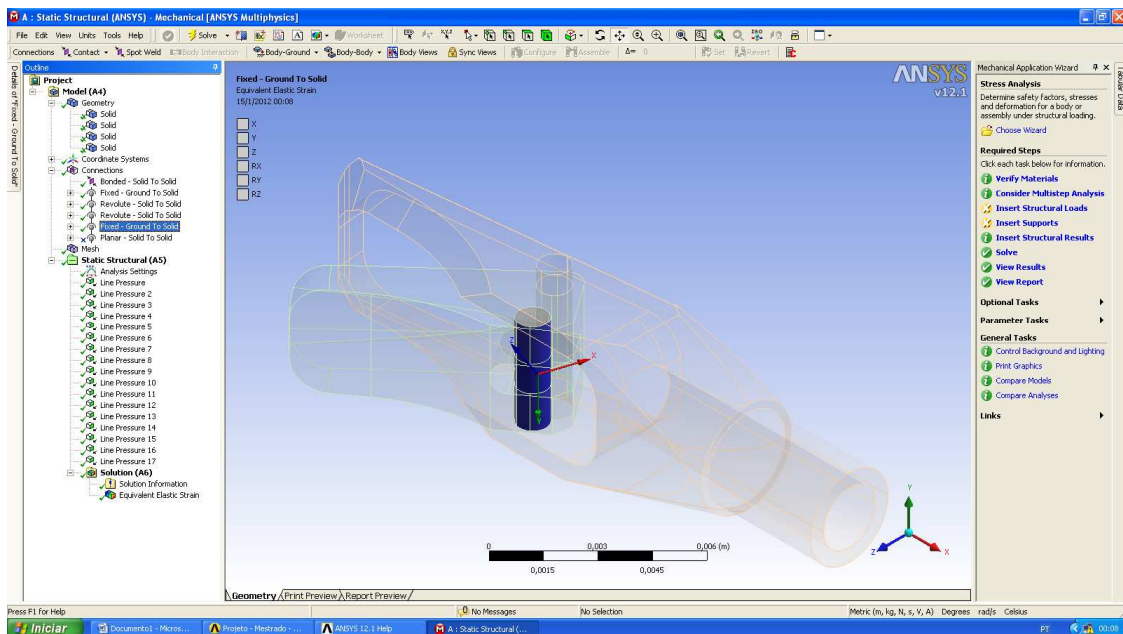 A : Static Structural (ANSYS) - Mechanical [ANSYS Multiphysics]
File Edit View Units Tools Help Solve Worksheet
Connections Contact Spot Weld Body Interaction Body-Ground Body-Body Body Views Sync Views Configure Assemble Δ= 0 Set Revert
Details of "Fixed - Ground To Solid"
Outline
Project
Model (A4)
Geometry
Solid
Solid
Solid
Solid
Coordinate Systems
Connections
Bonded - Solid To Solid
Fixed - Ground To Solid
Revolute - Solid To Solid
Revolute - Solid To Solid
Fixed - Ground To Solid
Planar - Solid To Solid
Mesh
Static Structural (A5)
Analysis Settings
Line Pressure
Line Pressure 2
Line Pressure 3
Line Pressure 4
Line Pressure 5
Line Pressure 6
Line Pressure 7
Line Pressure 8
Line Pressure 9
Line Pressure 10
Line Pressure 11
Line Pressure 12
Line Pressure 13
Line Pressure 14
Line Pressure 15
Line Pressure 16
Line Pressure 17
Solution (A6)
Solution Information
Equivalent Elastic Strain
Fixed - Ground To Solid
Equivalent Elastic Strain
15/1/2012 00:08
X
Y
Z
RX
RY
RZ
ANSYS
v12.1
Z
X
Y
Z
X
0 0,003 0,006 (m)
0,0015 0,0045
Geometry Print Preview Report Preview
Mechanical Application Wizard
Stress Analysis
Determine safety factors, stresses
and deformation for a body or
assembly under structural loading.
Choose Wizard
Required Steps
Click each task below for information.
Verify Materials
Consider Multistep Analysis
Insert Structural Loads
Insert Supports
Insert Structural Results
Solve
View Results
View Report
Optional Tasks
Parameter Tasks
General Tasks
Control Background and Lighting
Print Graphics
Compare Models
Compare Analyses
Links
Tabular Data
Press F1 for Help No Messages No Selection Metric (m, kg, N, s, V, A) Degrees rad/s Celsius
Iniciar Documento1 - Micros... Projeto - Mestrado - ... ANSYS 12.1 Help A : Static Structural (... PT 00:08